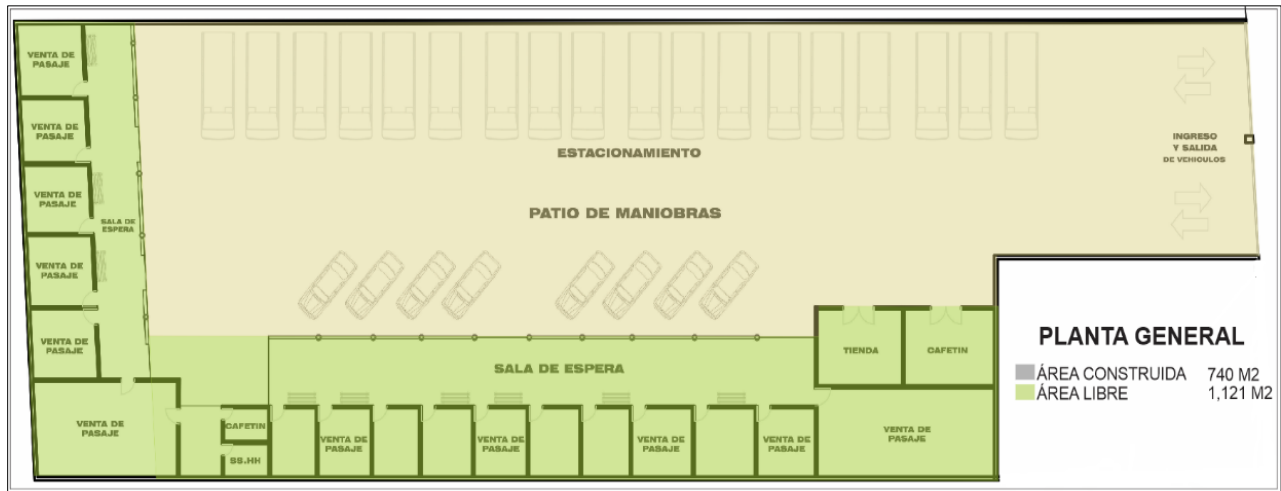 VENTA DE
PASAJE
VENTA DE
PASAJE
VENTA DE
PASAJE
VENTA DE
PASAJE
VENTA DE
PASAJE
VENTA DE
PASAJE
SALA DE
ESPERA
ESTACIONAMIENTO
PATIO DE MANIOBRAS
INGRESO
Y SALIDA
DE VEHICULOS
SALA DE ESPERA
TIENDA
CAFETIN
CAFETIN
SS.HH
VENTA DE
PASAJE
VENTA DE
PASAJE
VENTA DE
PASAJE
VENTA DE
PASAJE
VENTA DE
PASAJE
PLANTA GENERAL
ÁREA CONSTRUIDA 740 M2
ÁREA LIBRE 1,121 M2